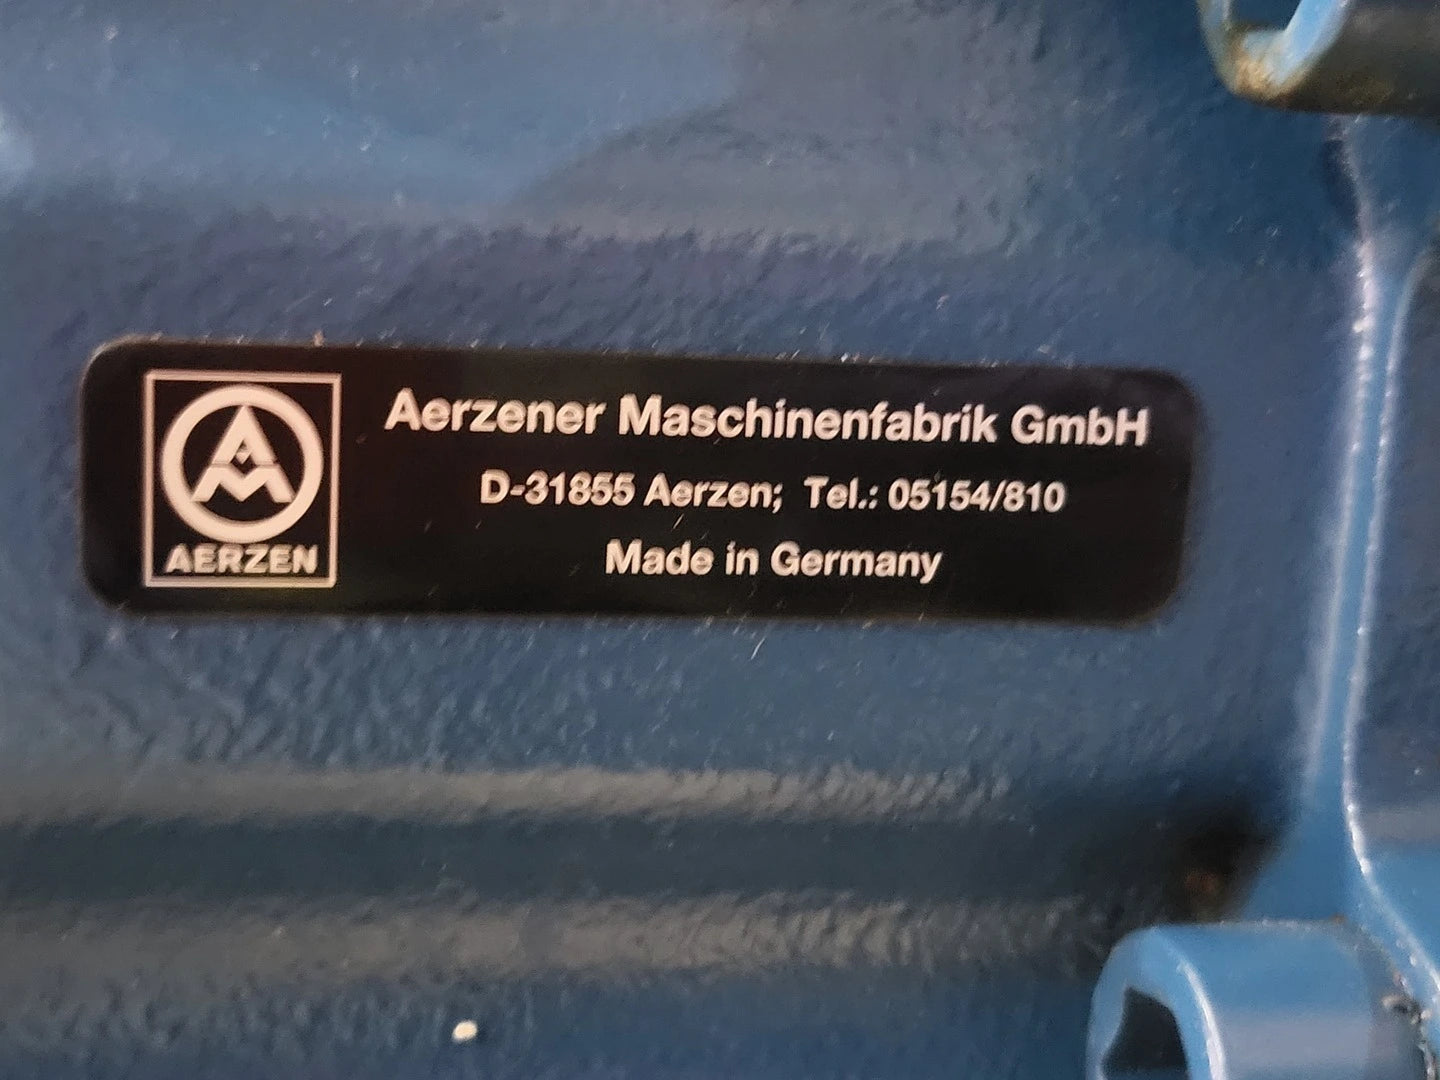 AERZEN
Aerzener Maschinenfabrik GmbH
D-31855 Aerzen; Tel.: 05154/810
Made in Germany